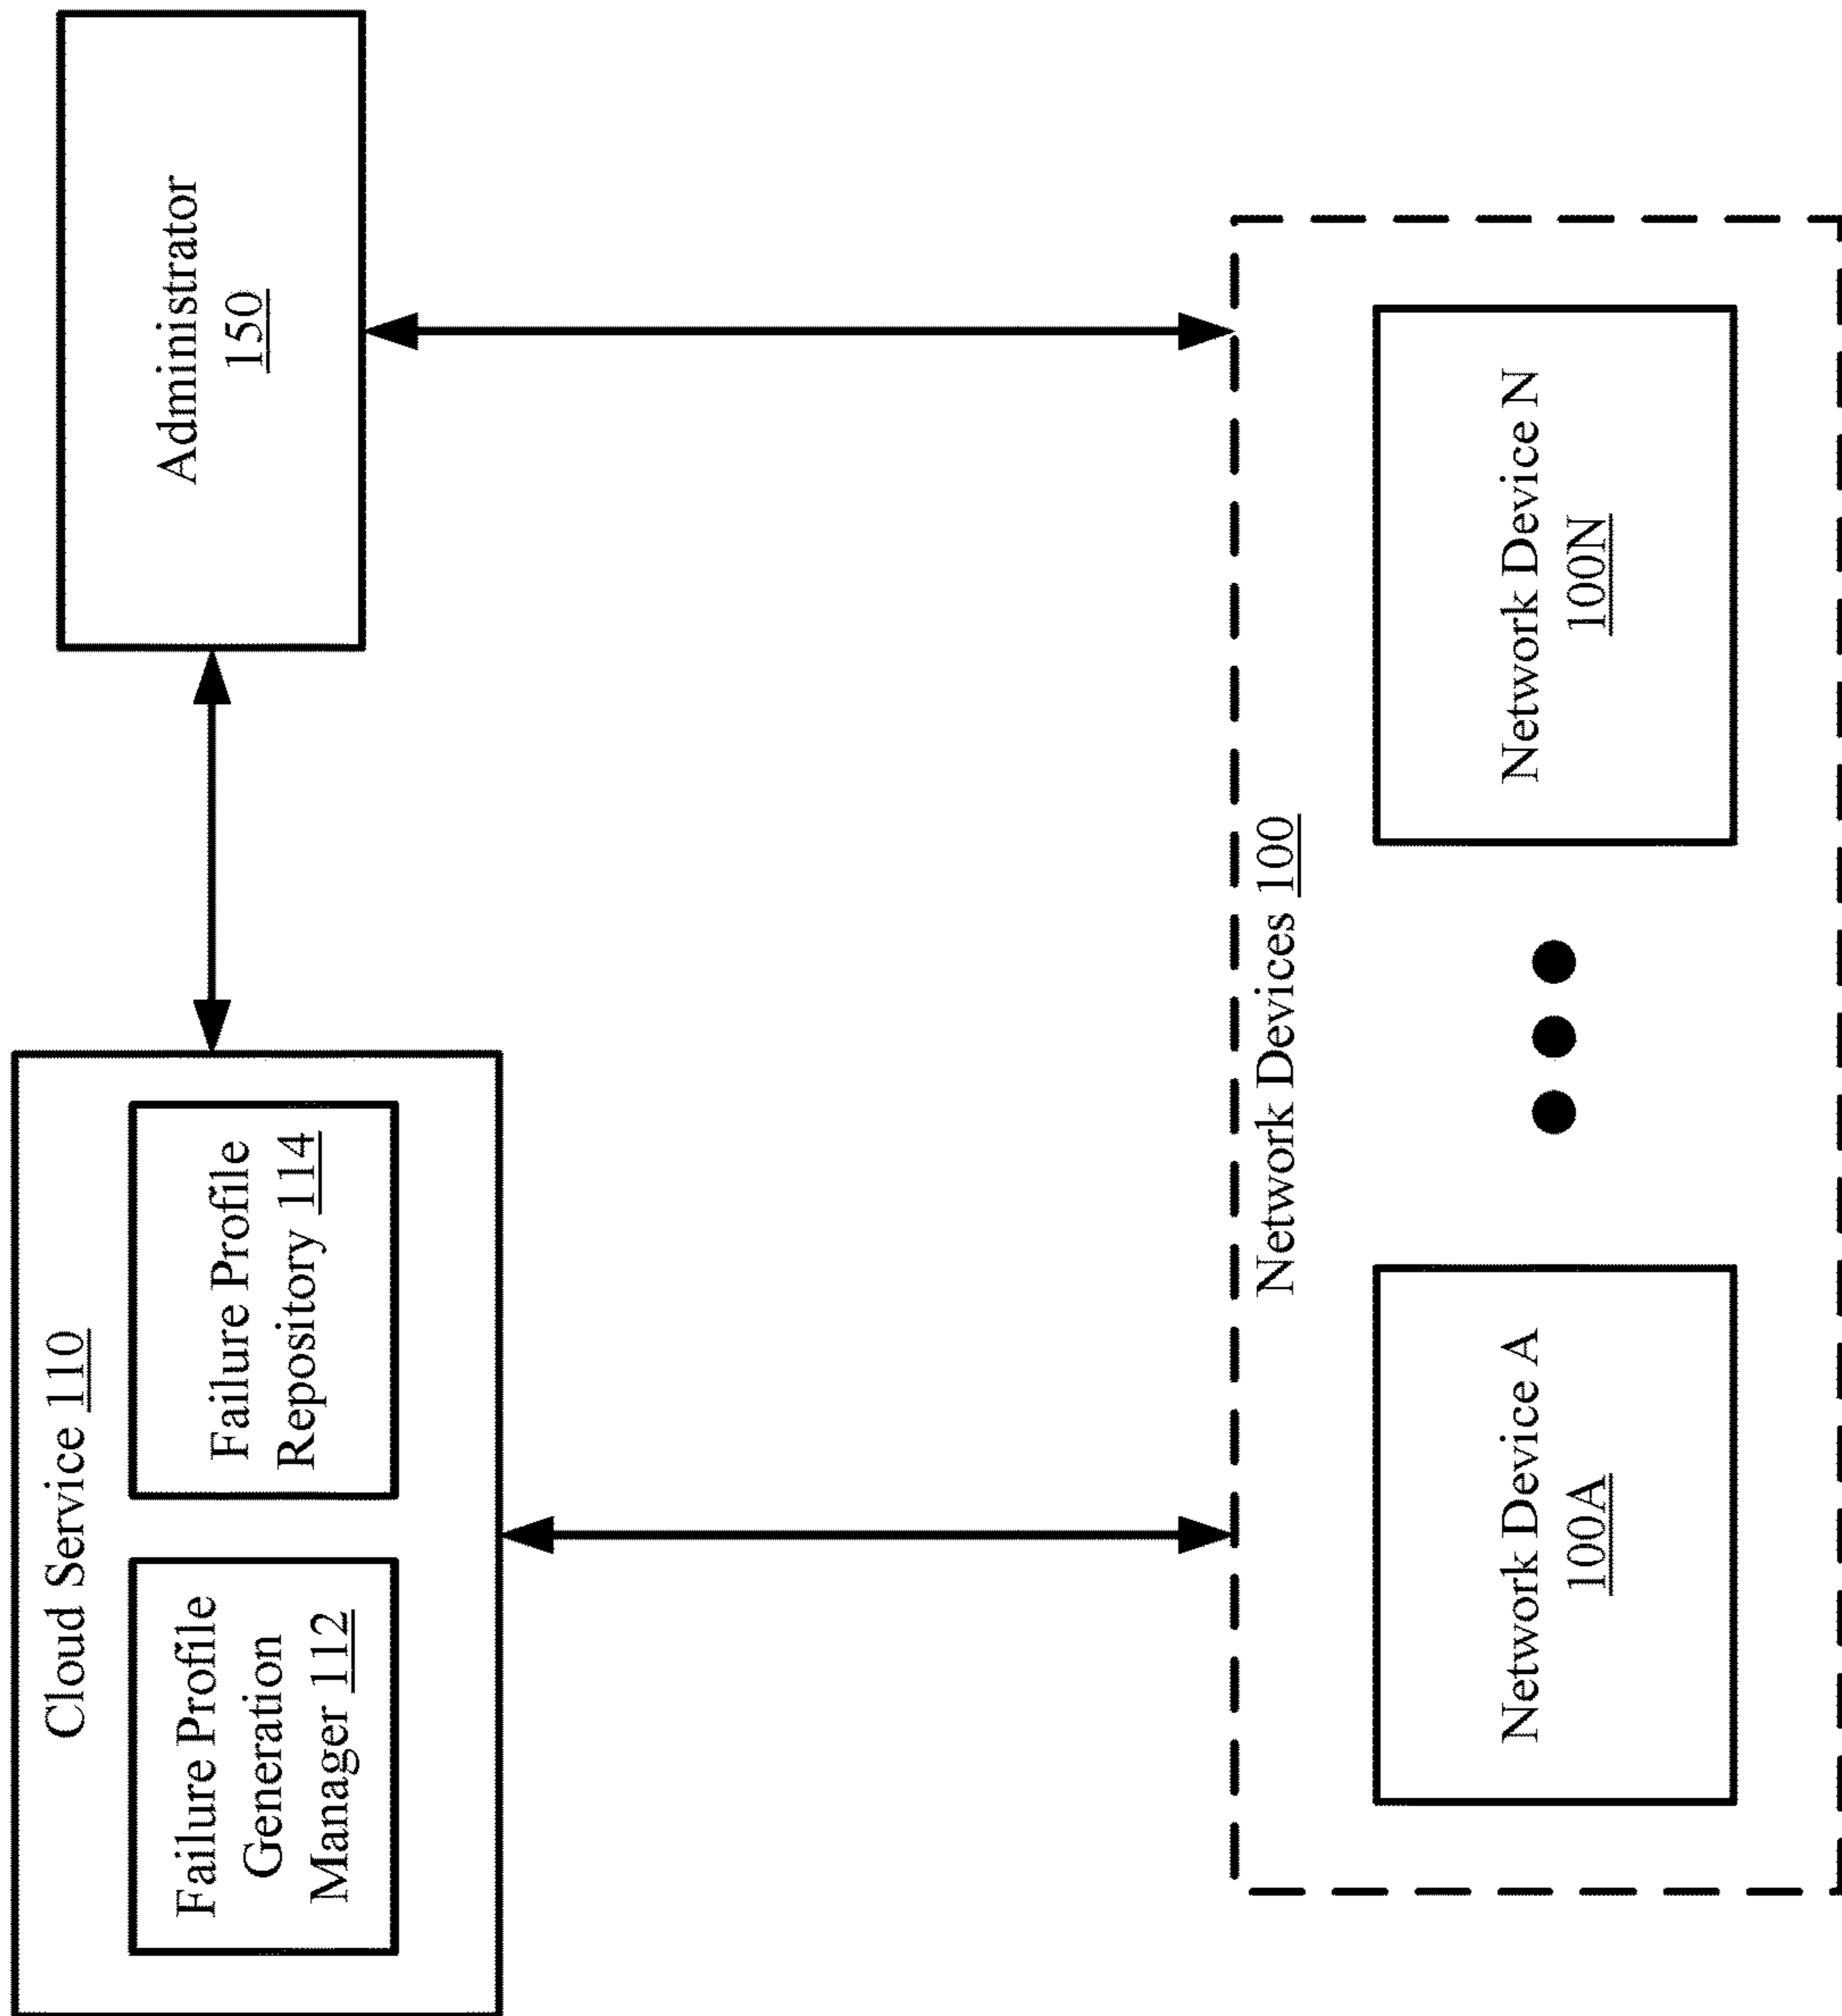 Cloud Service 110
Failure Profile
Generation
Manager 112
Failure Profile
Repository 114
Administrator
150
Network Devices 100
Network Device A
100A
Network Device N
100N